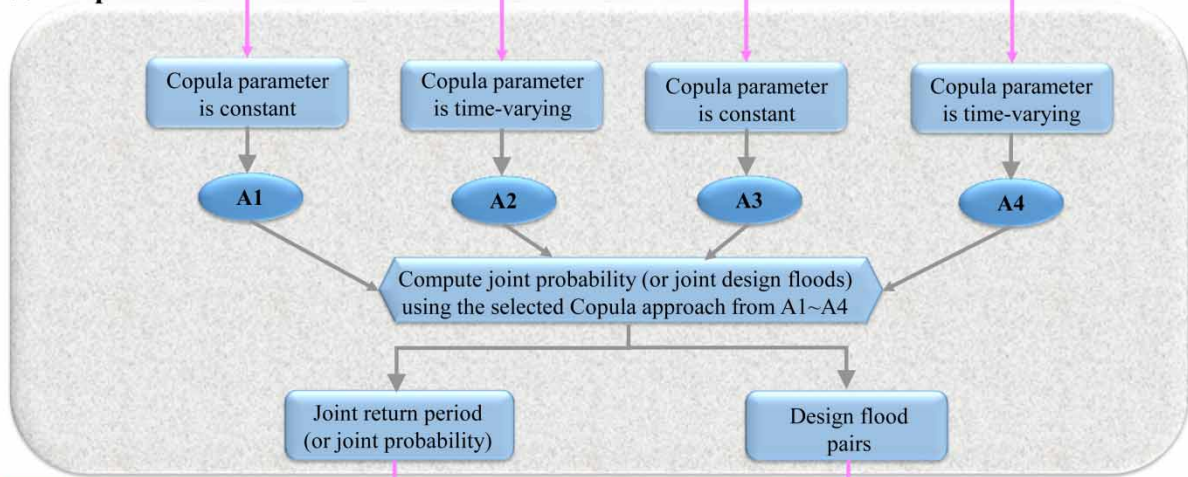 Copula parameter
is constant
Copula parameter
is time-varying
Copula parameter
is constant
Copula parameter
is time-varying
A1
A2
A3
A4
Compute joint probability (or joint design floods)
using the selected Copula approach from A1~A4
Joint return period
(or joint probability)
Design flood
pairs